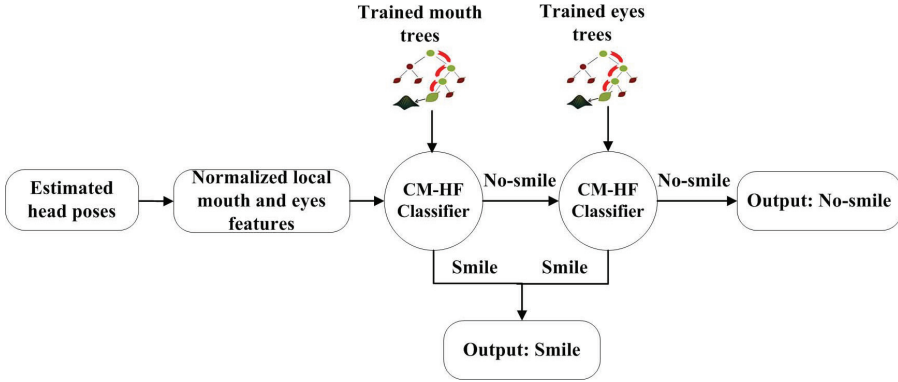 Trained mouth
trees
Trained eyes
trees
Estimated
head poses
Normalized local
mouth and eyes
features
CM-HF
Classifier
No-smile
CM-HF
Classifier
No-smile
Output: No-smile
Smile
Smile
Output: Smile